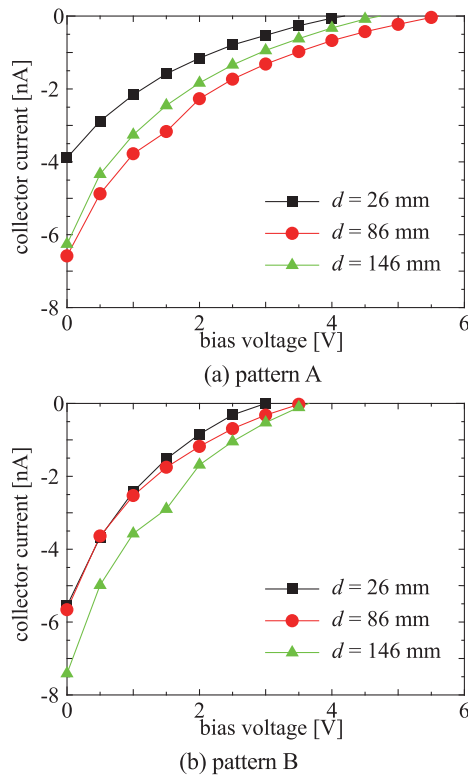 0
-2
-4
-6
-8
collector current [nA]
d = 26 mm
d = 86 mm
d = 146 mm
0 2 4 6
bias voltage [V]
(a) pattern A
0
-2
-4
-6
-8
collector current [nA]
d = 26 mm
d = 86 mm
d = 146 mm
0 2 4 6
bias voltage [V]
(b) pattern B